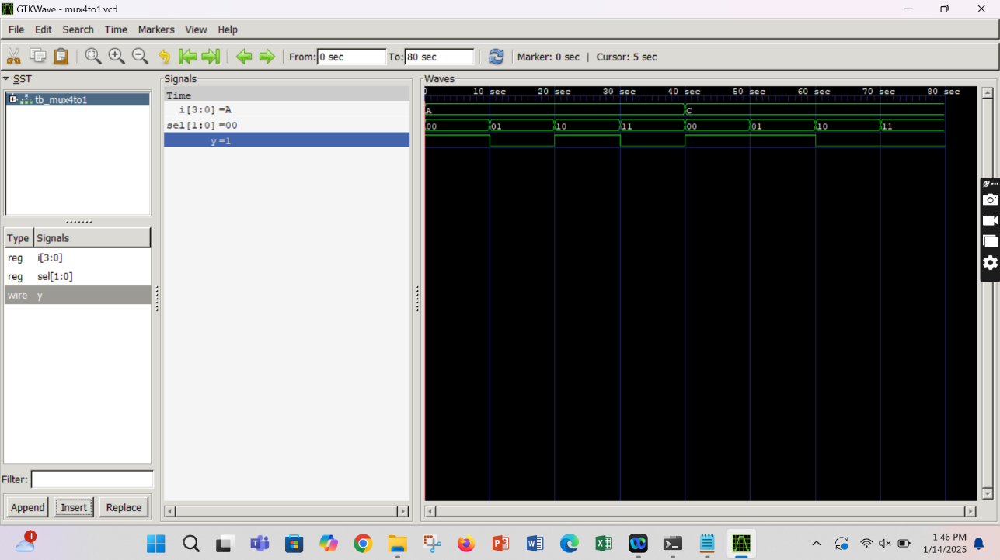 GTKWave - mux4to1.vcd
File Edit Search Time Markers View Help
From: 0 sec To: 80 sec Marker: 0 sec | Cursor: 5 sec
SST
tb_mux4to1
Type Signals
reg i[3:0]
reg sel[1:0]
wire y
Filter:
Append Insert Replace
Signals
Time
i[3:0] =A
sel[1:0] =00
y =1
Waves
10 sec 20 sec 30 sec 40 sec 50 sec 60 sec 70 sec 80 sec
A C
00 01 10 11 00 01 10 11
1
1:46 PM
1/14/2025